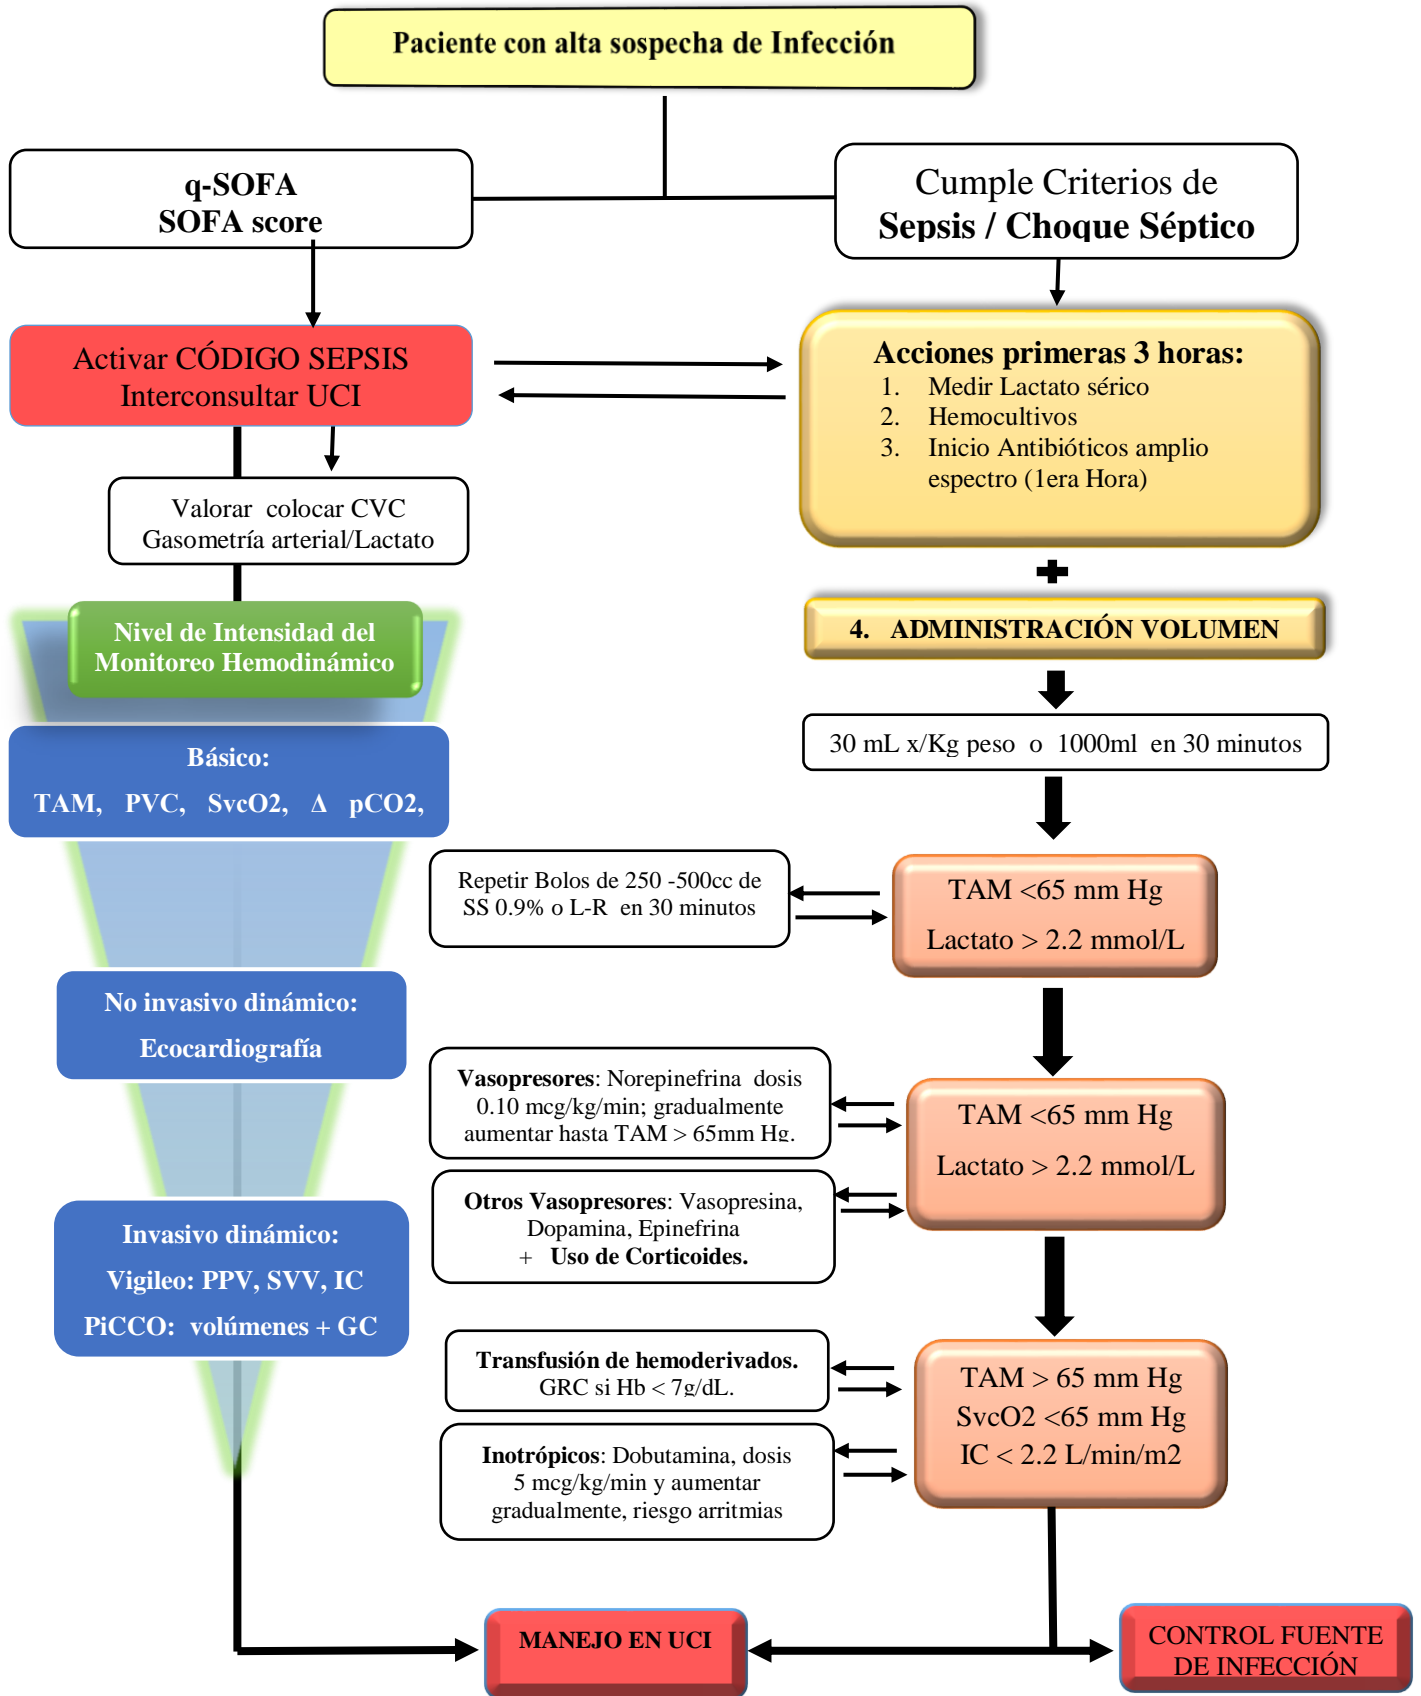 Paciente con alta sospecha de Infección
q-SOFA
SOFA score
Cumple Criterios de
Sepsis / Choque Séptico
Activar CÓDIGO SEPSIS
Interconsultar UCI
Acciones primeras 3 horas:
1. Medir Lactato sérico
2. Hemocultivos
3. Inicio Antibióticos amplio
espectro (1era Hora)
Valorar colocar CVC
Gasometría arterial/Lactato
Nivel de Intensidad del
Monitoreo Hemodinámico
4. ADMINISTRACIÓN VOLUMEN
30 mL x/Kg peso o 1000ml en 30 minutos
Básico:
TAM, PVC, SvcO2, Δ pCO2,
Repetir Bolos de 250 -500cc de
SS 0.9% o L-R en 30 minutos
TAM <65 mm Hg
Lactato > 2.2 mmol/L
No invasivo dinámico:
Ecocardiografía
Vasopresores: Norepinefrina dosis
0.10 mcg/kg/min; gradualmente
aumentar hasta TAM > 65mm Hg.
TAM <65 mm Hg
Lactato > 2.2 mmol/L
Otros Vasopresores: Vasopresina,
Dopamina, Epinefrina
+ Uso de Corticoides.
Invasivo dinámico:
Vigileo: PPV, SVV, IC
PiCCO: volúmenes + GC
Transfusión de hemoderivados.
GRC si Hb < 7g/dL.
TAM > 65 mm Hg
SvcO2 <65 mm Hg
IC < 2.2 L/min/m2
Inotrópicos: Dobutamina, dosis
5 mcg/kg/min y aumentar
gradualmente, riesgo arritmias
MANEJO EN UCI
CONTROL FUENTE
DE INFECCIÓN